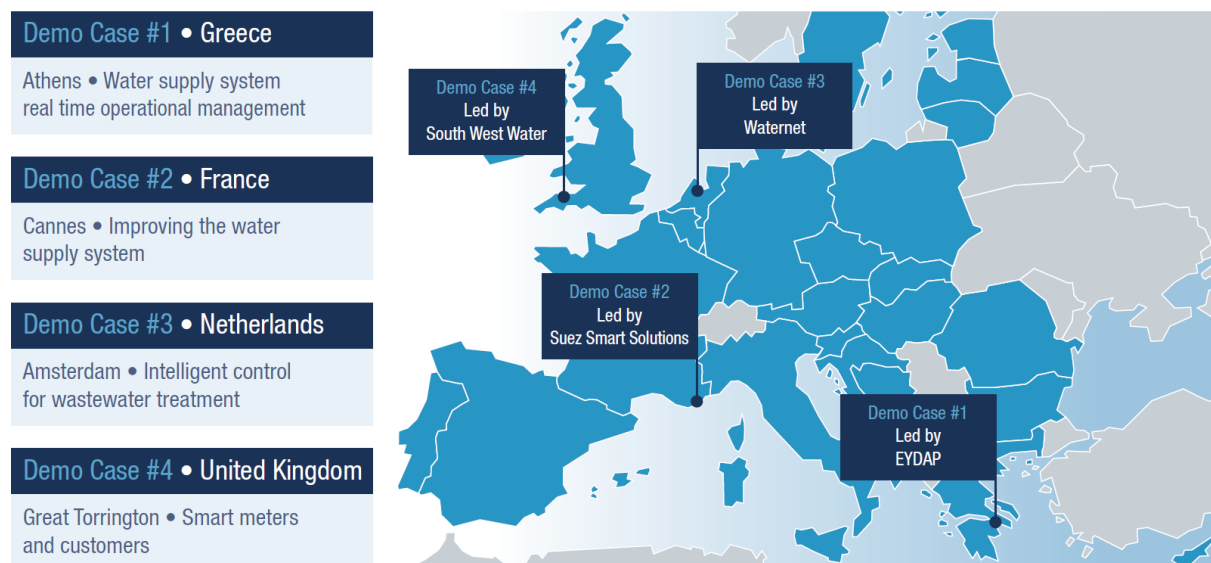 Demo Case #1 • Greece
Athens • Water supply system
real time operational management
Demo Case #2 • France
Cannes • Improving the water
supply system
Demo Case #3 • Netherlands
Amsterdam • Intelligent control
for wastewater treatment
Demo Case #4 • United Kingdom
Great Torrington • Smart meters
and customers
Demo Case #4
Led by
South West Water
Demo Case #3
Led by
Waternet
Demo Case #2
Led by
Suez Smart Solutions
Demo Case #1
Led by
EYDAP